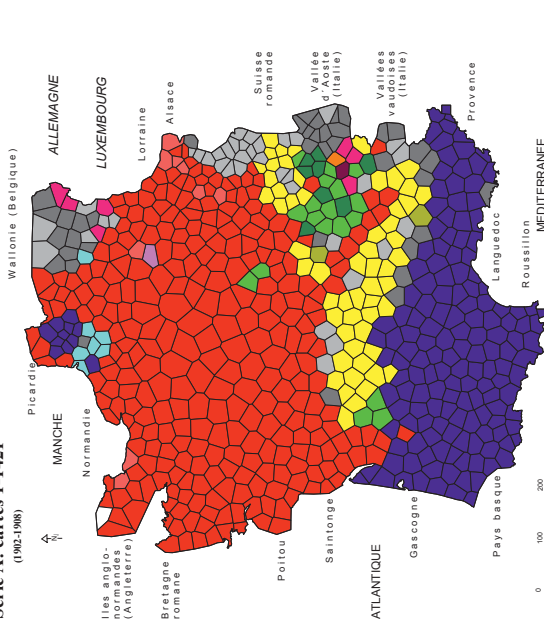 Série A: cartes 1-1421
(1902-1908)
N
Wallonie (Belgique)
ALLEMAGNE
LUXEMBOURG
Lorraine
Alsace
Suisse
romande
Vallée
d'Aoste
(Italie)
Vallées
vaudoises
(Italie)
Provence
Picardie
MANCHE
Normandie
Iles anglo-
normandes
(Angleterre)
Bretagne
romane
Poitou
Saintonge
ATLANTIQUE
Gascogne
Pays basque
Languedoc
Roussillon
MEDITERRANEE
0
100
200